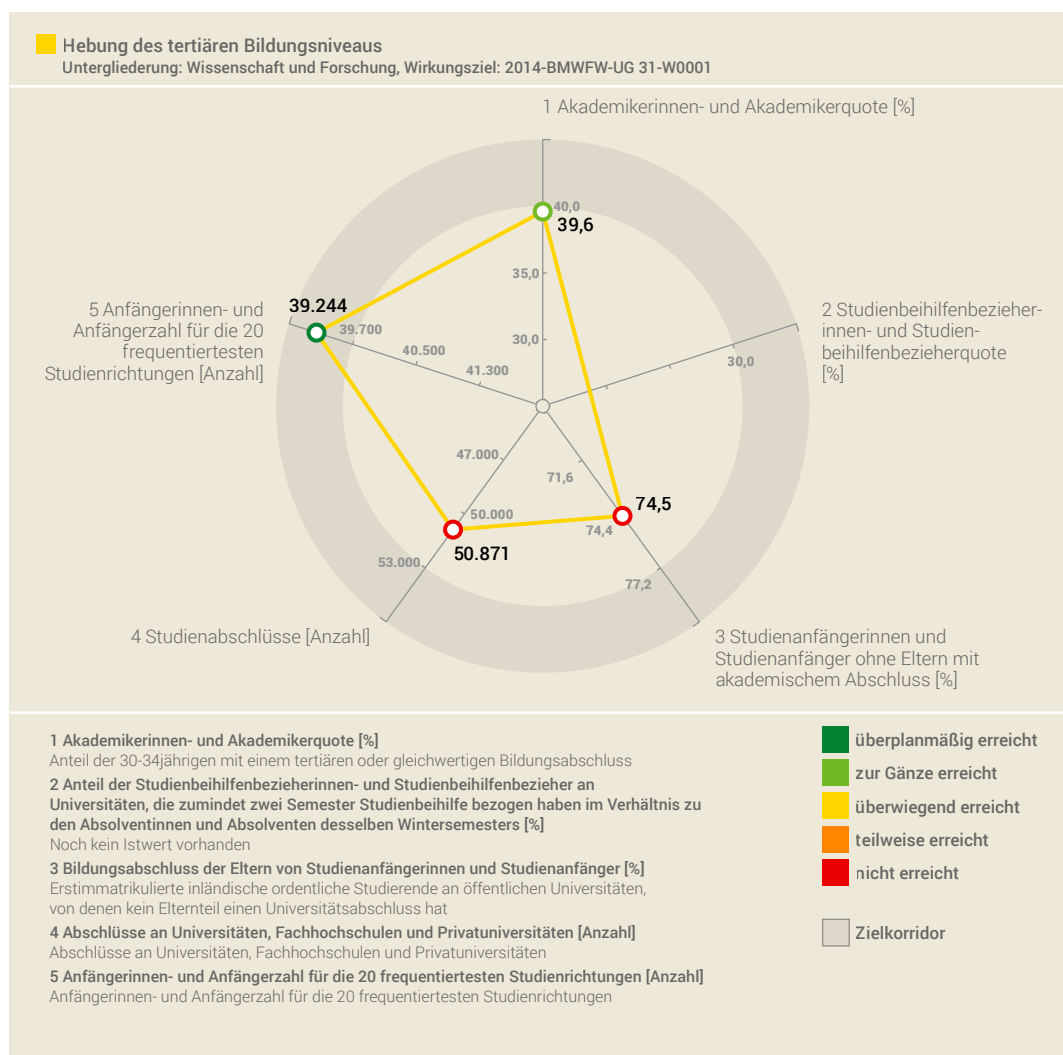 Hebung des tertiären Bildungsniveaus
Untergliederung: Wissenschaft und Forschung, Wirkungsziel: 2014-BMWFW-UG 31-W0001
1 Akademikerinnen- und Akademikerquote [%]
40,0
39,6
35,0
30,0
2 Studienbeihilfenbezieher-
innen- und Studien-
beihilfenbezieherquote
[%]
30,0
5 Anfängerinnen- und
Anfängerzahl für die 20
frequentiertesten
Studienrichtungen [Anzahl]
39.244
39.700
40.500
41.300
47.000
50.000
50.871
53.000
4 Studienabschlüsse [Anzahl]
71,6
74,5
74,4
77,2
3 Studienanfängerinnen und
Studienanfänger ohne Eltern mit
akademischem Abschluss [%]
1 Akademikerinnen- und Akademikerquote [%]
Anteil der 30-34jährigen mit einem tertiären oder gleichwertigen Bildungsabschluss
2 Anteil der Studienbeihilfenbezieherinnen- und Studienbeihilfenbezieher an
Universitäten, die zumindet zwei Semester Studienbeihilfe bezogen haben im Verhältnis zu
den Absolventinnen und Absolventen desselben Wintersemesters [%]
Noch kein Istwert vorhanden
3 Bildungsabschluss der Eltern von Studienanfängerinnen und Studienanfänger [%]
Erstimmatrikulierte inländische ordentliche Studierende an öffentlichen Universitäten,
von denen kein Elternteil einen Universitätsabschluss hat
4 Abschlüsse an Universitäten, Fachhochschulen und Privatuniversitäten [Anzahl]
Abschlüsse an Universitäten, Fachhochschulen und Privatuniversitäten
5 Anfängerinnen- und Anfängerzahl für die 20 frequentiertesten Studienrichtungen [Anzahl]
Anfängerinnen- und Anfängerzahl für die 20 frequentiertesten Studienrichtungen
überplanmäßig erreicht
zur Gänze erreicht
überwiegend erreicht
teilweise erreicht
nicht erreicht
Zielkorridor